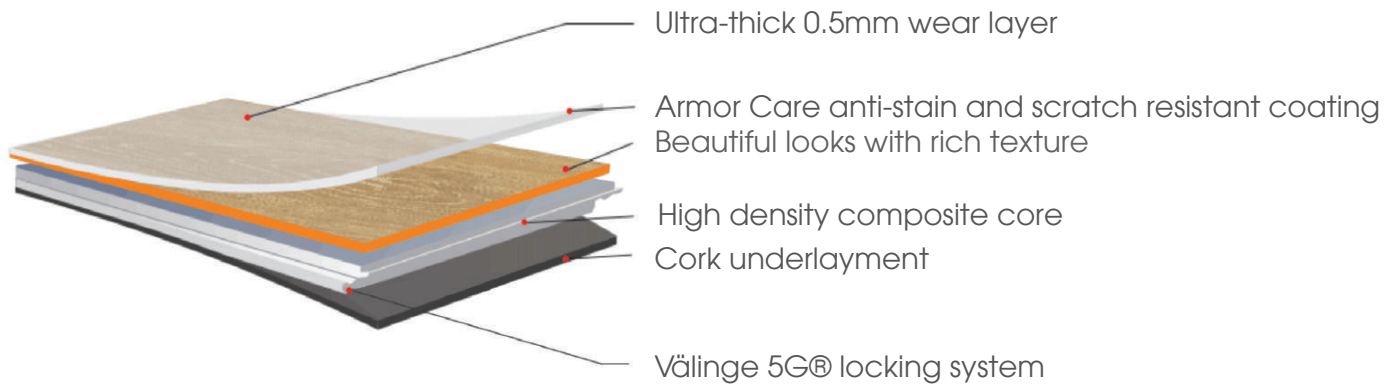 Ultra-thick 0.5mm wear layer
Armor Care anti-stain and scratch resistant coating
Beautiful looks with rich texture
High density composite core
Cork underlayment
Välinge 5G® locking system